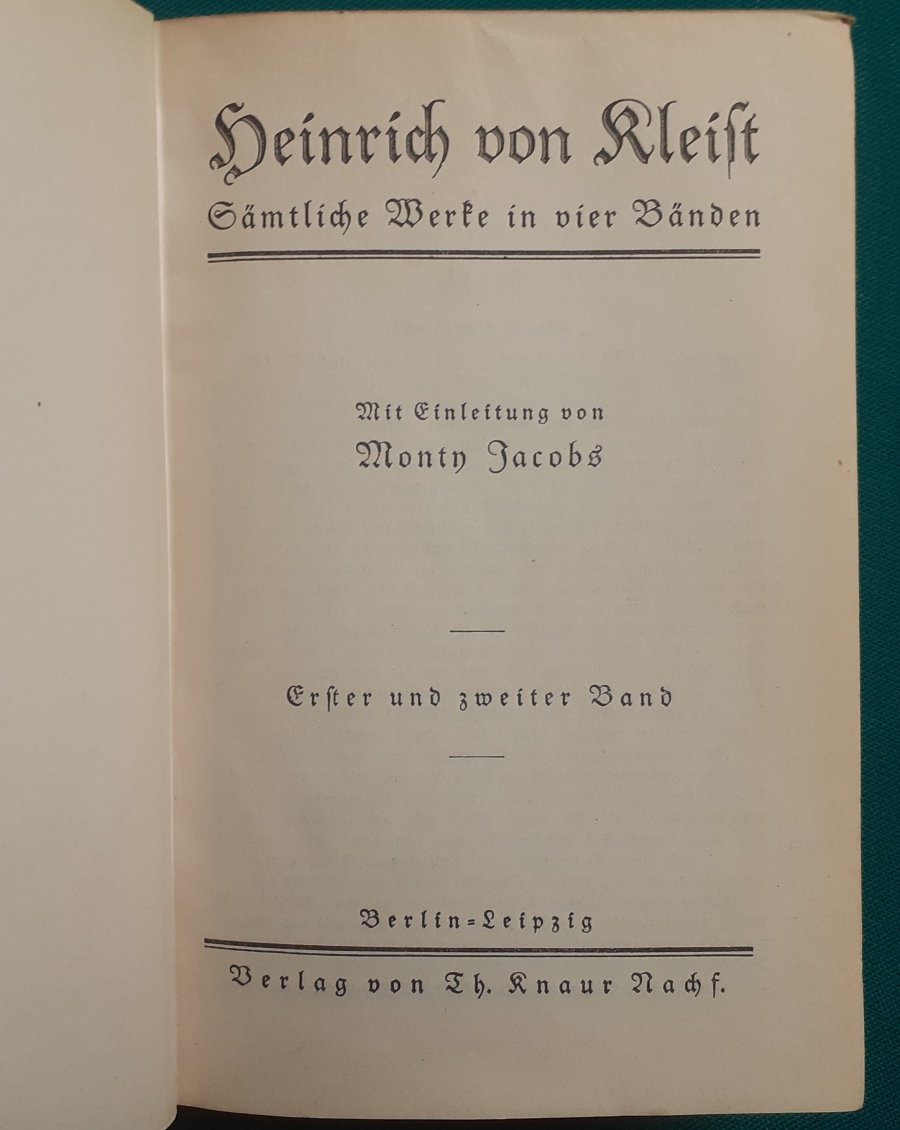 Heinrich von Kleiſt
Sämtliche Werke in vier Bänden
Mit Einleitung von
Monty Jacobs
Erſter und zweiter Band
Berlin=Leipzig
Verlag von Th. Knaur Nachf.